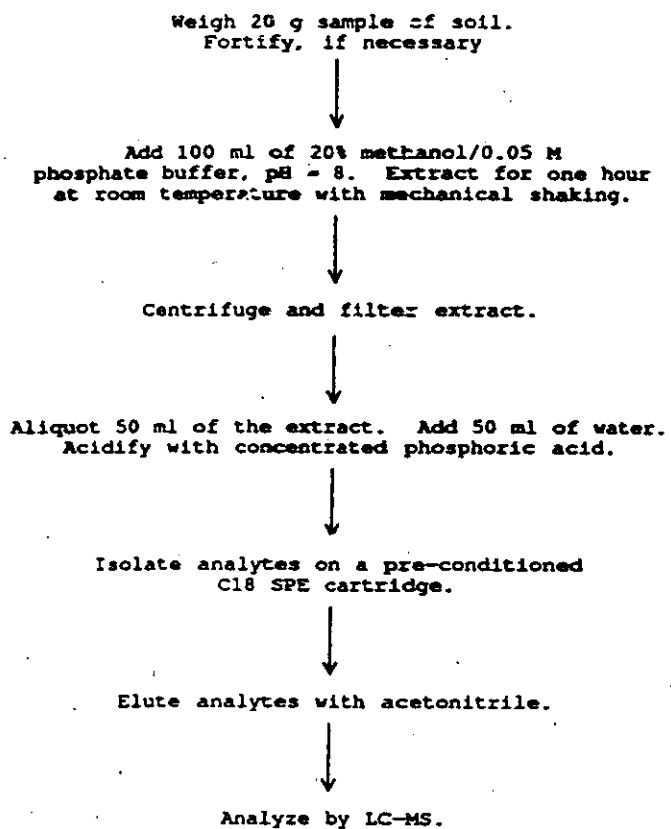 Weigh 20 g sample of soil.
Fortify, if necessary
Add 100 ml of 20% methanol/0.05 M
phosphate buffer, pH = 8. Extract for one hour
at room temperature with mechanical shaking.
Centrifuge and filter extract.
Aliquot 50 ml of the extract. Add 50 ml of water.
Acidify with concentrated phosphoric acid.
Isolate analytes on a pre-conditioned
C18 SPE cartridge.
Elute analytes with acetonitrile.
Analyze by LC-MS.